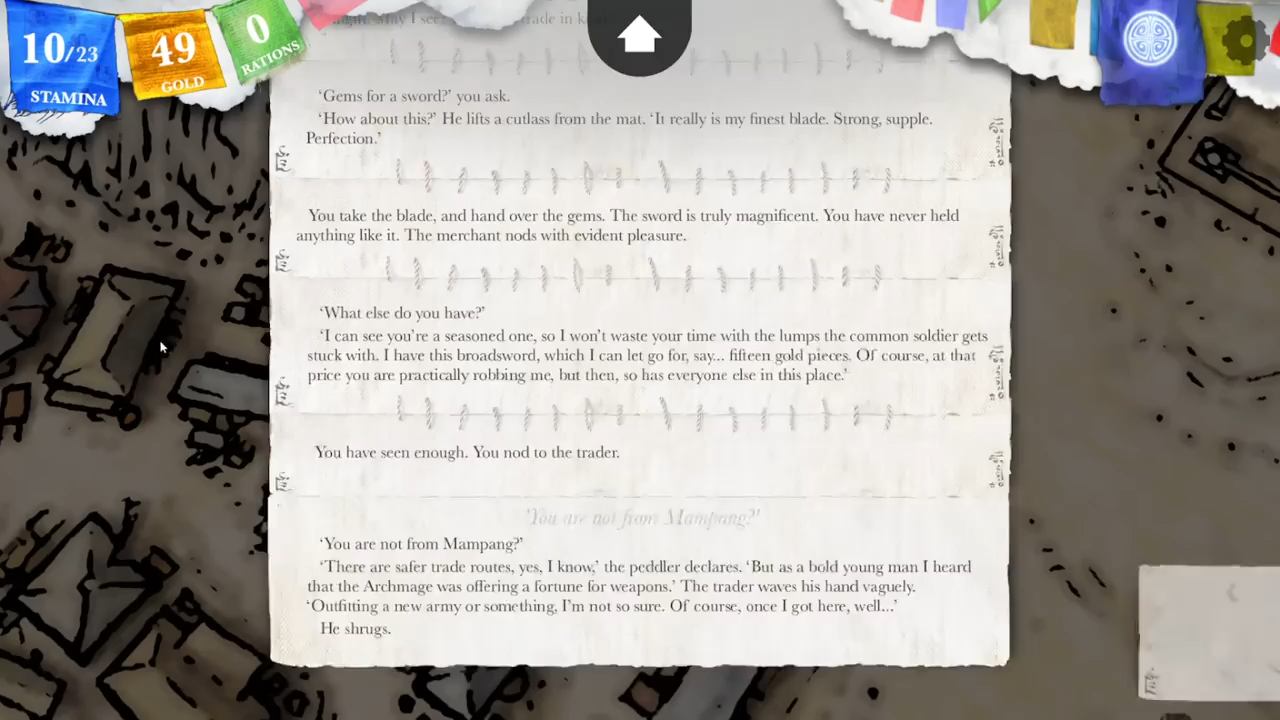 10/23
STAMINA
49
GOLD
0
RATIONS
May I see
rade in
‘Gems for a sword?’ you ask.
‘How about this?’ He lifts a cutlass from the mat. ‘It really is my finest blade. Strong, supple.
Perfection.’
You take the blade, and hand over the gems. The sword is truly magnificent. You have never held
anything like it. The merchant nods with evident pleasure.
‘What else do you have?’
‘I can see you’re a seasoned one, so I won’t waste your time with the lumps the common soldier gets
stuck with. I have this broadsword, which I can let go for, say... fifteen gold pieces. Of course, at that
price you are practically robbing me, but then, so has everyone else in this place.’
You have seen enough. You nod to the trader.
'You are not from Mampang?'
‘You are not from Mampang?’
‘There are safer trade routes, yes, I know,’ the peddler declares. ‘But as a bold young man I heard
that the Archmage was offering a fortune for weapons.’ The trader waves his hand vaguely.
‘Outfitting a new army or something, I’m not so sure. Of course, once I got here, well...’
He shrugs.